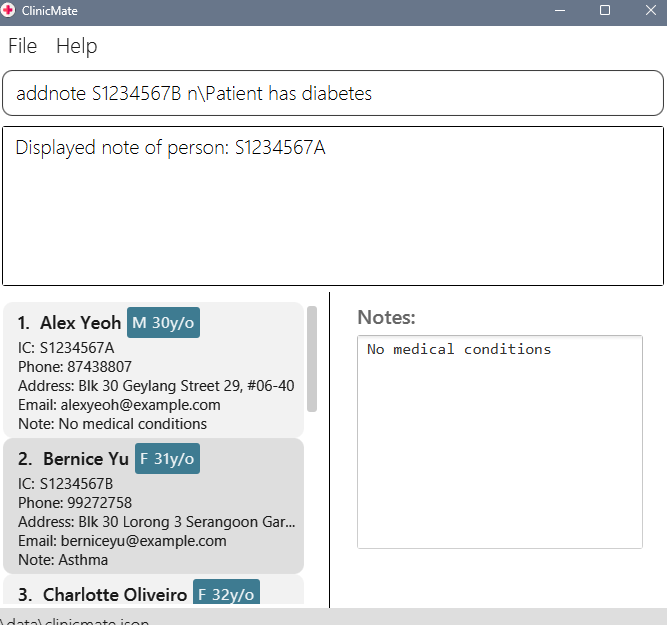 ClinicMate
File Help
addnote S1234567B n\Patient has diabetes
Displayed note of person: S1234567A
1. Alex Yeoh M 30y/o
IC: S1234567A
Phone: 87438807
Address: Blk 30 Geylang Street 29, #06-40
Email: alexyeoh@example.com
Note: No medical conditions
2. Bernice Yu F 31y/o
IC: S1234567B
Phone: 99272758
Address: Blk 30 Lorong 3 Serangoon Gar...
Email: berniceyu@example.com
Note: Asthma
3. Charlotte Oliveiro F 32y/o
Notes:
No medical conditions
\data\clinicmate.json